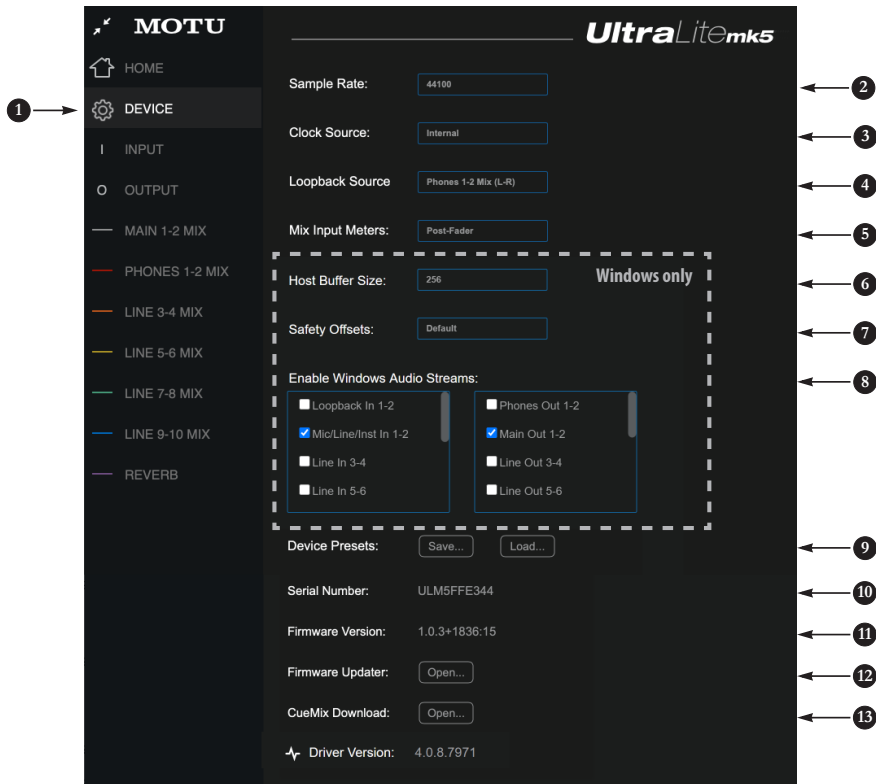 MOTU
UltraLite mk5
HOME
1
DEVICE
I INPUT
O OUTPUT
MAIN 1-2 MIX
PHONES 1-2 MIX
LINE 3-4 MIX
LINE 5-6 MIX
LINE 7-8 MIX
LINE 9-10 MIX
REVERB
Sample Rate: 44100 2
Clock Source: Internal 3
Loopback Source Phones 1-2 Mix (L-R) 4
Mix Input Meters: Post-Fader 5
Windows only
Host Buffer Size: 256 6
Safety Offsets: Default 7
Enable Windows Audio Streams: 8
Loopback In 1-2
Mic/Line/Inst In 1-2
Line In 3-4
Line In 5-6
Phones Out 1-2
Main Out 1-2
Line Out 3-4
Line Out 5-6
Device Presets: Save... Load... 9
Serial Number: ULM5FFE344 10
Firmware Version: 1.0.3+1836:15 11
Firmware Updater: Open... 12
CueMix Download: Open... 13
Driver Version: 4.0.8.7971